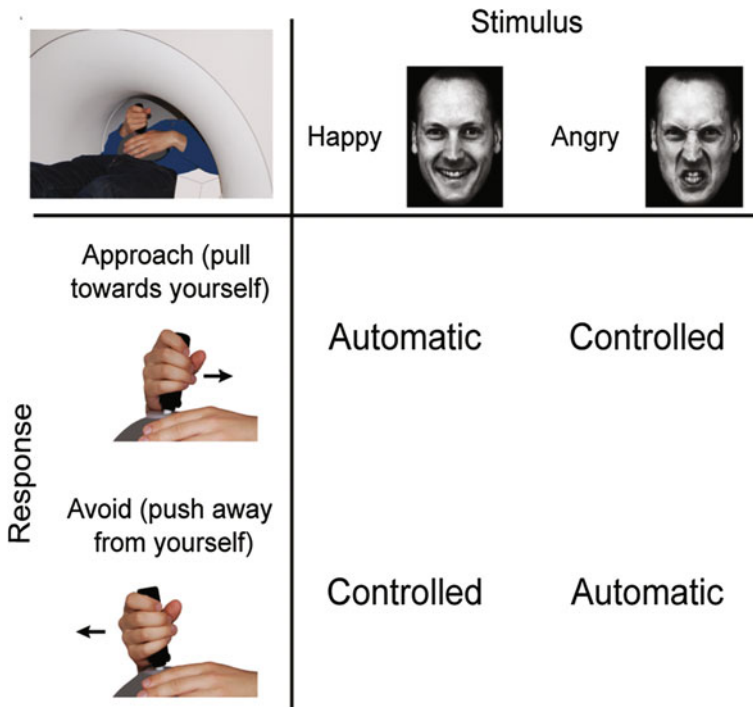 Stimulus
Happy
Angry
Approach (pull
towards yourself)
Automatic
Controlled
Response
Avoid (push away
from yourself)
Controlled
Automatic